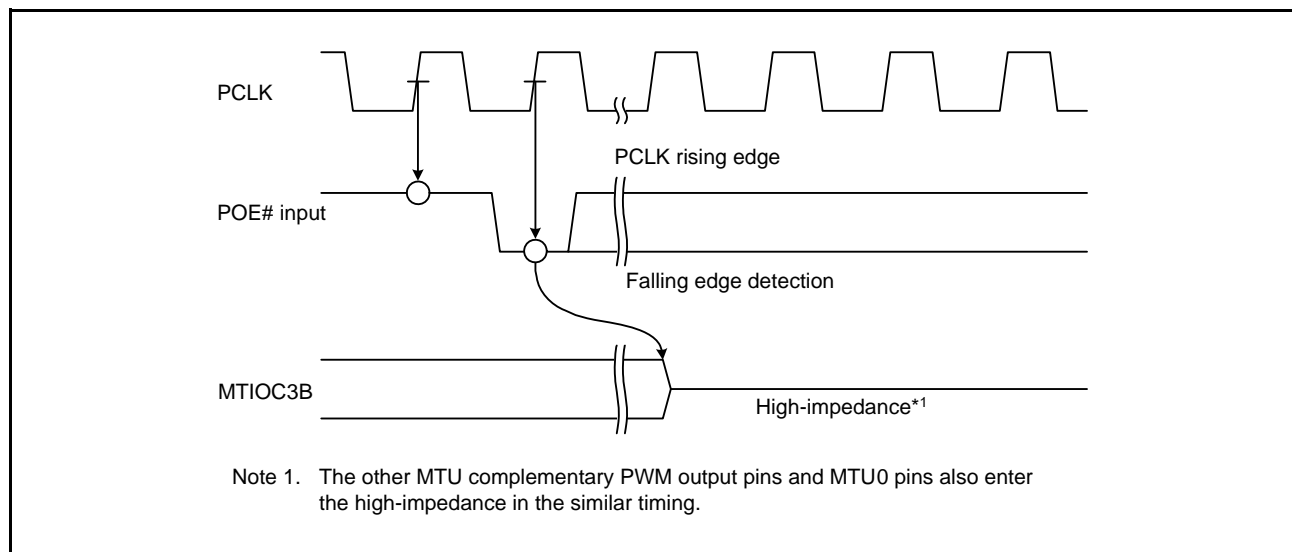 PCLK
PCLK rising edge
POE# input
Falling edge detection
MTIOC3B
High-impedance*1
Note 1. The other MTU complementary PWM output pins and MTU0 pins also enter
the high-impedance in the similar timing.